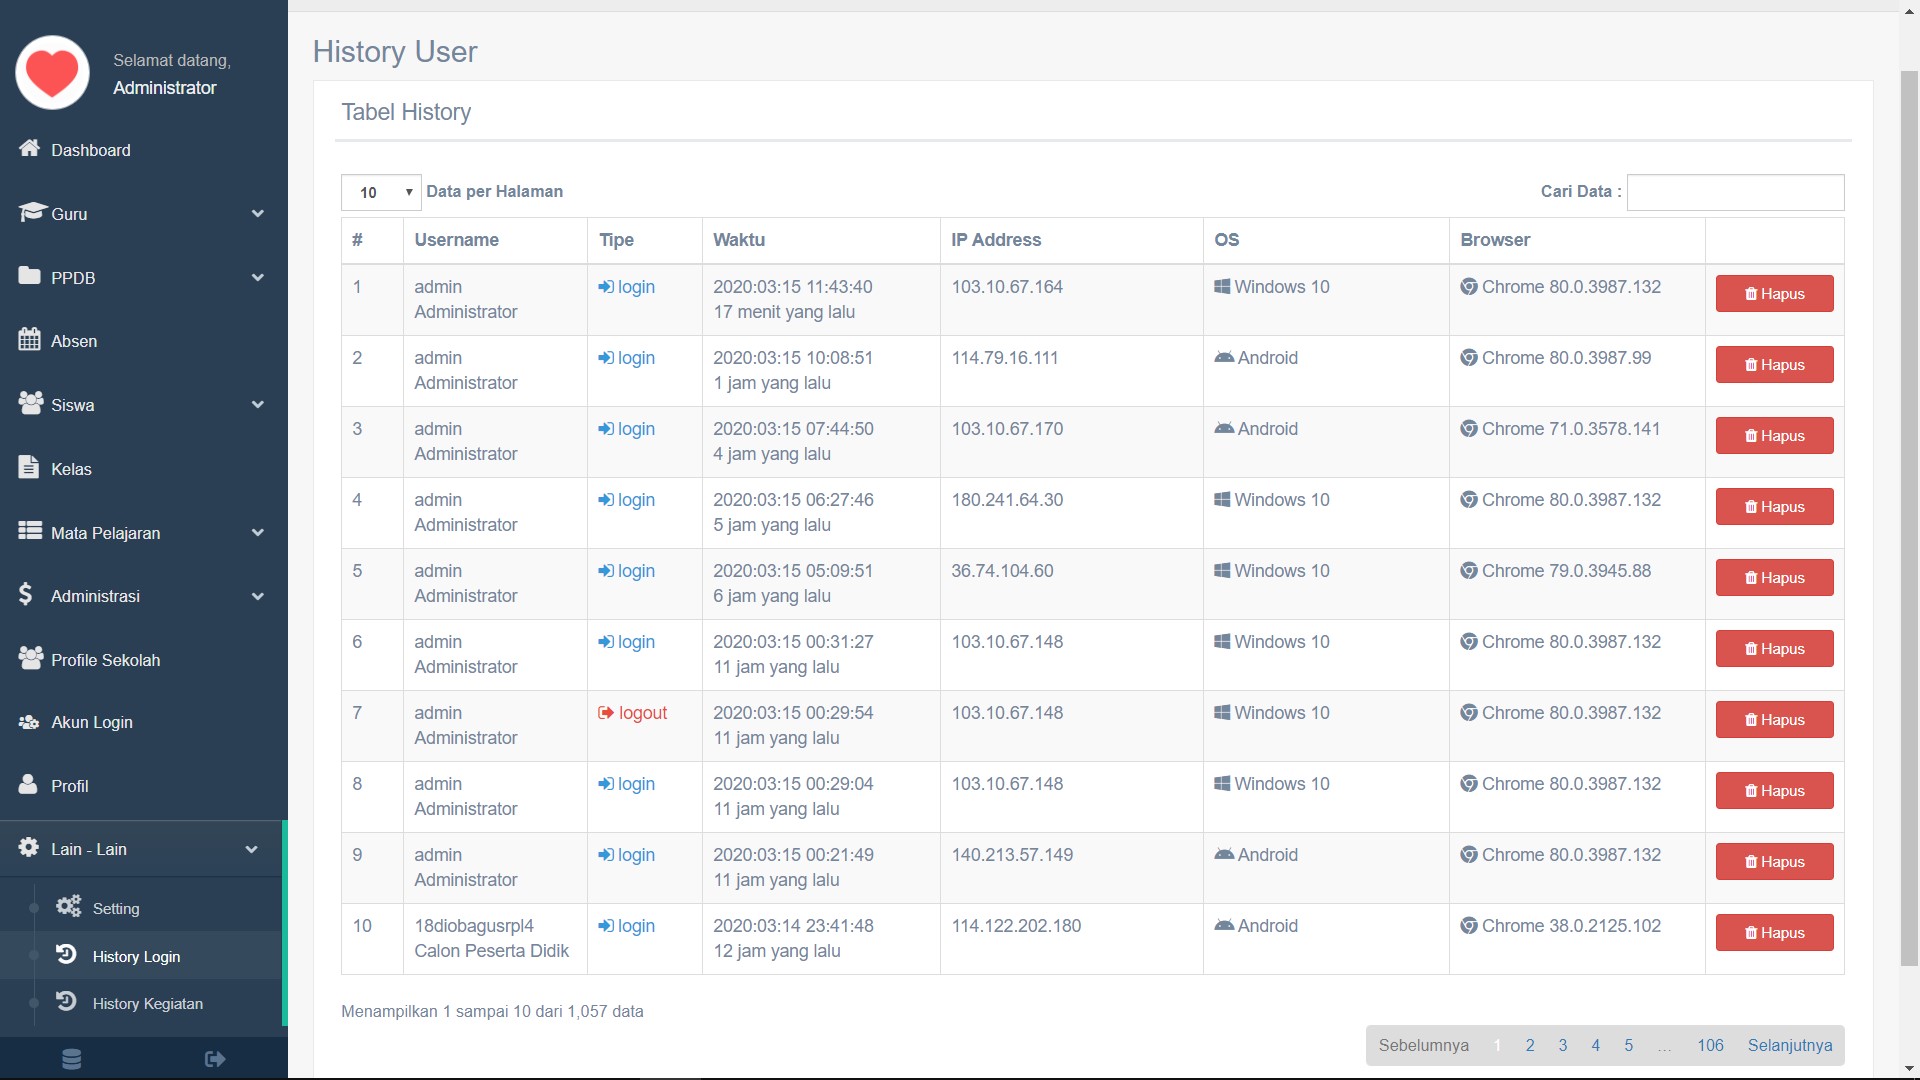 Selamat datang,
Administrator
Dashboard
Guru
PPDB
Absen
Siswa
Kelas
Mata Pelajaran
Administrasi
Profile Sekolah
Akun Login
Profil
Lain - Lain
Setting
History Login
History Kegiatan
History User
Tabel History
10 Data per Halaman Cari Data :
# Username Tipe Waktu IP Address OS Browser
1 admin login 2020:03:15 11:43:40 103.10.67.164 Windows 10 Chrome 80.0.3987.132 Hapus
Administrator 17 menit yang lalu
2 admin login 2020:03:15 10:08:51 114.79.16.111 Android Chrome 80.0.3987.99 Hapus
Administrator 1 jam yang lalu
3 admin login 2020:03:15 07:44:50 103.10.67.170 Android Chrome 71.0.3578.141 Hapus
Administrator 4 jam yang lalu
4 admin login 2020:03:15 06:27:46 180.241.64.30 Windows 10 Chrome 80.0.3987.132 Hapus
Administrator 5 jam yang lalu
5 admin login 2020:03:15 05:09:51 36.74.104.60 Windows 10 Chrome 79.0.3945.88 Hapus
Administrator 6 jam yang lalu
6 admin login 2020:03:15 00:31:27 103.10.67.148 Windows 10 Chrome 80.0.3987.132 Hapus
Administrator 11 jam yang lalu
7 admin logout 2020:03:15 00:29:54 103.10.67.148 Windows 10 Chrome 80.0.3987.132 Hapus
Administrator 11 jam yang lalu
8 admin login 2020:03:15 00:29:04 103.10.67.148 Windows 10 Chrome 80.0.3987.132 Hapus
Administrator 11 jam yang lalu
9 admin login 2020:03:15 00:21:49 140.213.57.149 Android Chrome 80.0.3987.132 Hapus
Administrator 11 jam yang lalu
10 18diobagusrpl4 login 2020:03:14 23:41:48 114.122.202.180 Android Chrome 38.0.2125.102 Hapus
Calon Peserta Didik 12 jam yang lalu
Menampilkan 1 sampai 10 dari 1,057 data
Sebelumnya 1 2 3 4 5 ... 106 Selanjutnya